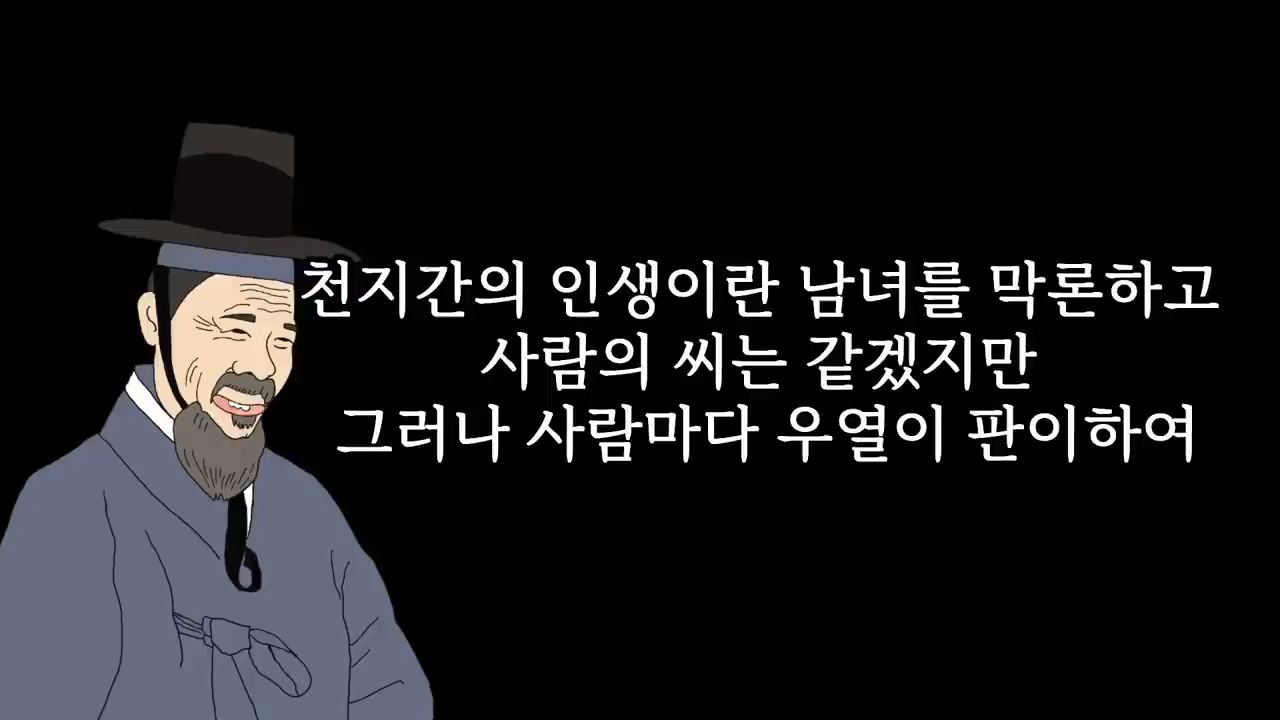 천지간의 인생이란 남녀를 막론하고
사람의 씨는 같겠지만
그러나 사람마다 우열이 판이하여